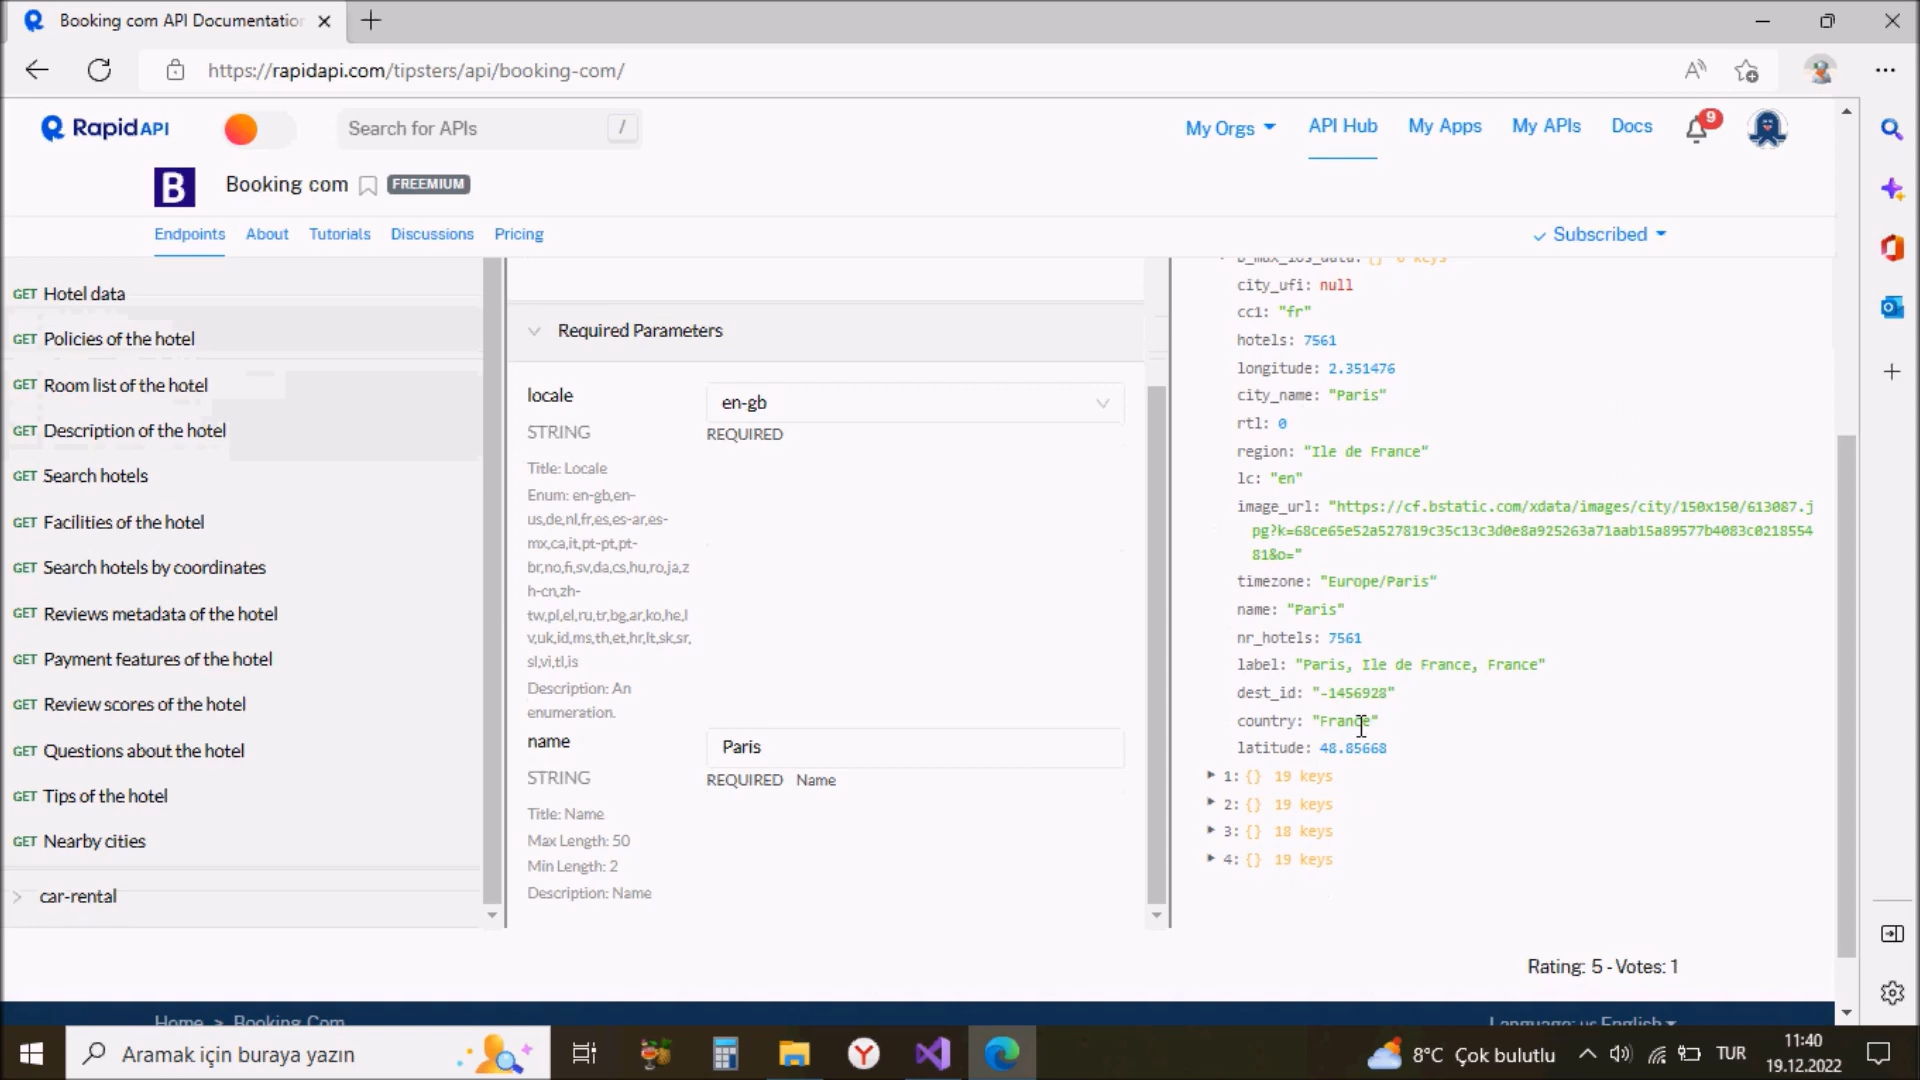 Booking com API Documentation
https://rapidapi.com/tipsters/api/booking-com/
Rapid API
Search for APIs
/
My Orgs
API Hub
My Apps
My APIs
Docs
9
B
Booking com
FREEMIUM
Endpoints
About
Tutorials
Discussions
Pricing
Subscribed
GET Hotel data
GET Policies of the hotel
GET Room list of the hotel
GET Description of the hotel
GET Search hotels
GET Facilities of the hotel
GET Search hotels by coordinates
GET Reviews metadata of the hotel
GET Payment features of the hotel
GET Review scores of the hotel
GET Questions about the hotel
GET Tips of the hotel
GET Nearby cities
car-rental
Required Parameters
locale
en-gb
STRING
REQUIRED
Title: Locale
Enum: en-gb,en-
us,de,nl,fr,es,es-ar,es-
mx,ca,it,pt-pt,pt-
br,no,fi,sv,da,cs,hu,ro,ja,z
h-cn,zh-
tw,pl,el,ru,tr,bg,ar,ko,he,l
v,uk,id,ms,th,et,hr,lt,sk,sr,
sl,vi,tl,is
Description: An
enumeration.
name
Paris
STRING
REQUIRED Name
Title: Name
Max Length: 50
Min Length: 2
Description: Name
b_max_los_data: {} 6 keys
city_ufi: null
cc1: "fr"
hotels: 7561
longitude: 2.351476
city_name: "Paris"
rtl: 0
region: "Ile de France"
lc: "en"
image_url: "https://cf.bstatic.com/xdata/images/city/150x150/613087.j
pg?k=68ce65e52a527819c35c13c3d0e8a925263a71aab15a89577b4083c0218554
81&o="
timezone: "Europe/Paris"
name: "Paris"
nr_hotels: 7561
label: "Paris, Ile de France, France"
dest_id: "-1456928"
country: "France"
latitude: 48.85668
1: {} 19 keys
2: {} 19 keys
3: {} 18 keys
4: {} 19 keys
Rating: 5 - Votes: 1
Home > Booking Com
Language: us English
Aramak için buraya yazın
8°C Çok bulutlu
TUR
11:40
19.12.2022